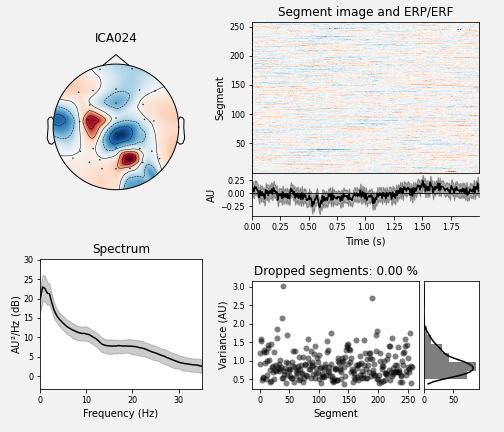 ICA024
Segment image and ERP/ERF
Segment
250
200
150
100
50
AU
0.25
0.00
−0.25
0.00 0.25 0.50 0.75 1.00 1.25 1.50 1.75
Time (s)
Spectrum
AU²/Hz (dB)
30
25
20
15
10
5
0
0 10 20 30
Frequency (Hz)
Dropped segments: 0.00 %
Variance (AU)
3.0
2.5
2.0
1.5
1.0
0.5
0 50 100 150 200 250
Segment
0 50